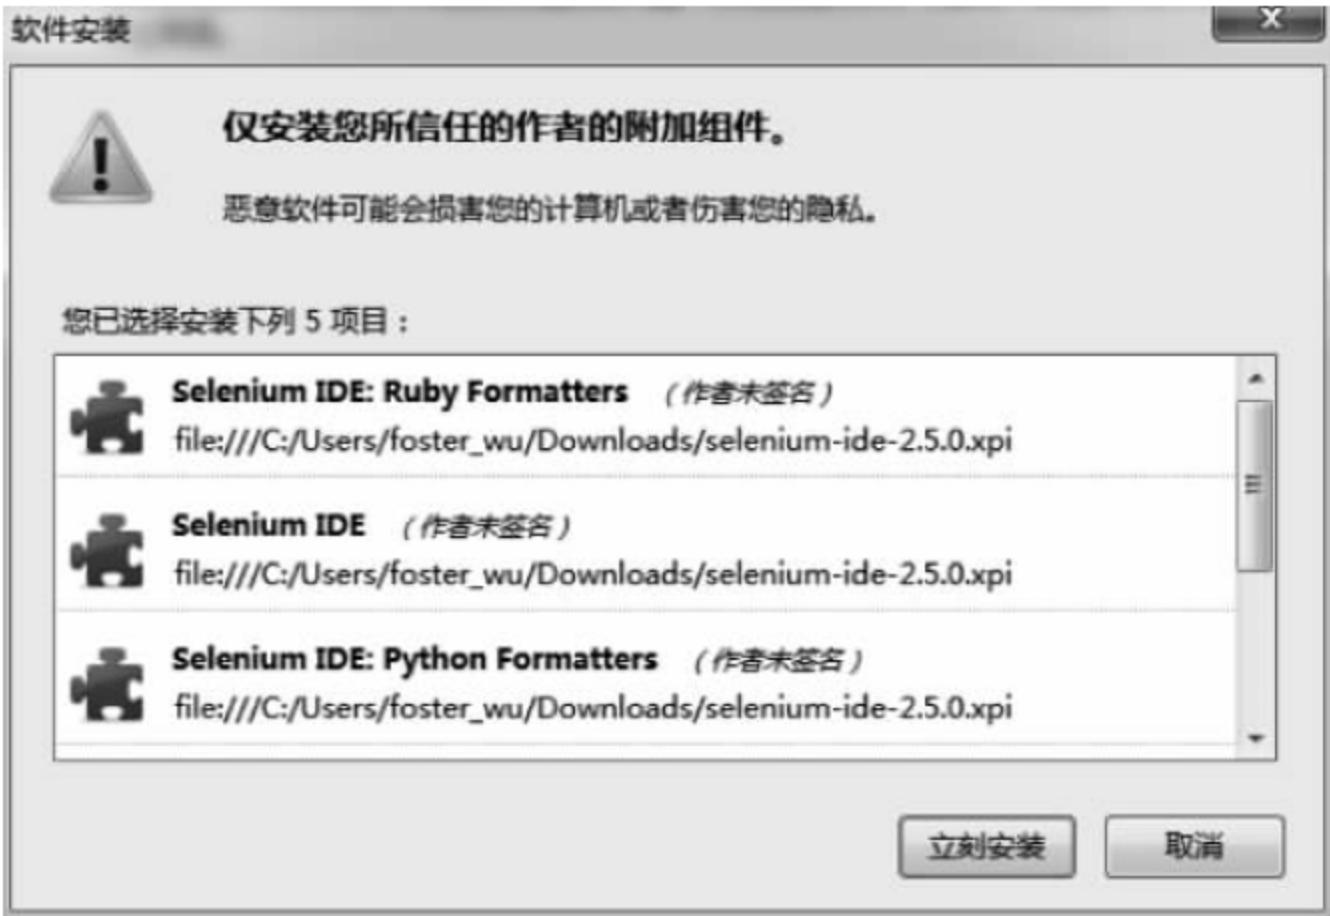 软件安装
仅安装您所信任的作者的附加组件。
恶意软件可能会损害您的计算机或者伤害您的隐私。
您已选择安装下列 5 项目：
Selenium IDE: Ruby Formatters （作者未签名）
file:///C:/Users/foster_wu/Downloads/selenium-ide-2.5.0.xpi
Selenium IDE （作者未签名）
file:///C:/Users/foster_wu/Downloads/selenium-ide-2.5.0.xpi
Selenium IDE: Python Formatters （作者未签名）
file:///C:/Users/foster_wu/Downloads/selenium-ide-2.5.0.xpi
立刻安装 取消